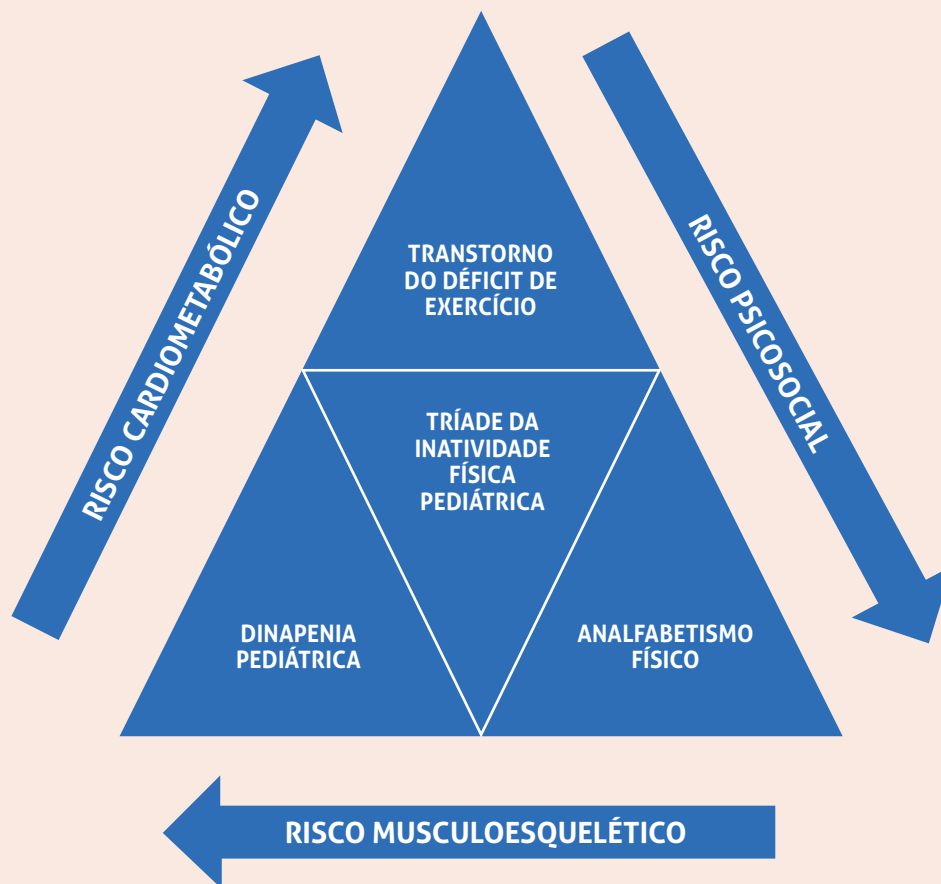 TRANSTORNO
DO DÉFICIT DE
EXERCÍCIO
RISCO CARDIOMETABÓLICO
RISCO PSICOSOCIAL
TRÍADE DA
INATIVIDADE
FÍSICA
PEDIÁTRICA
DINAPENIA
PEDIÁTRICA
ANALFABETISMO
FÍSICO
RISCO MUSCULOESQUELÉTICO